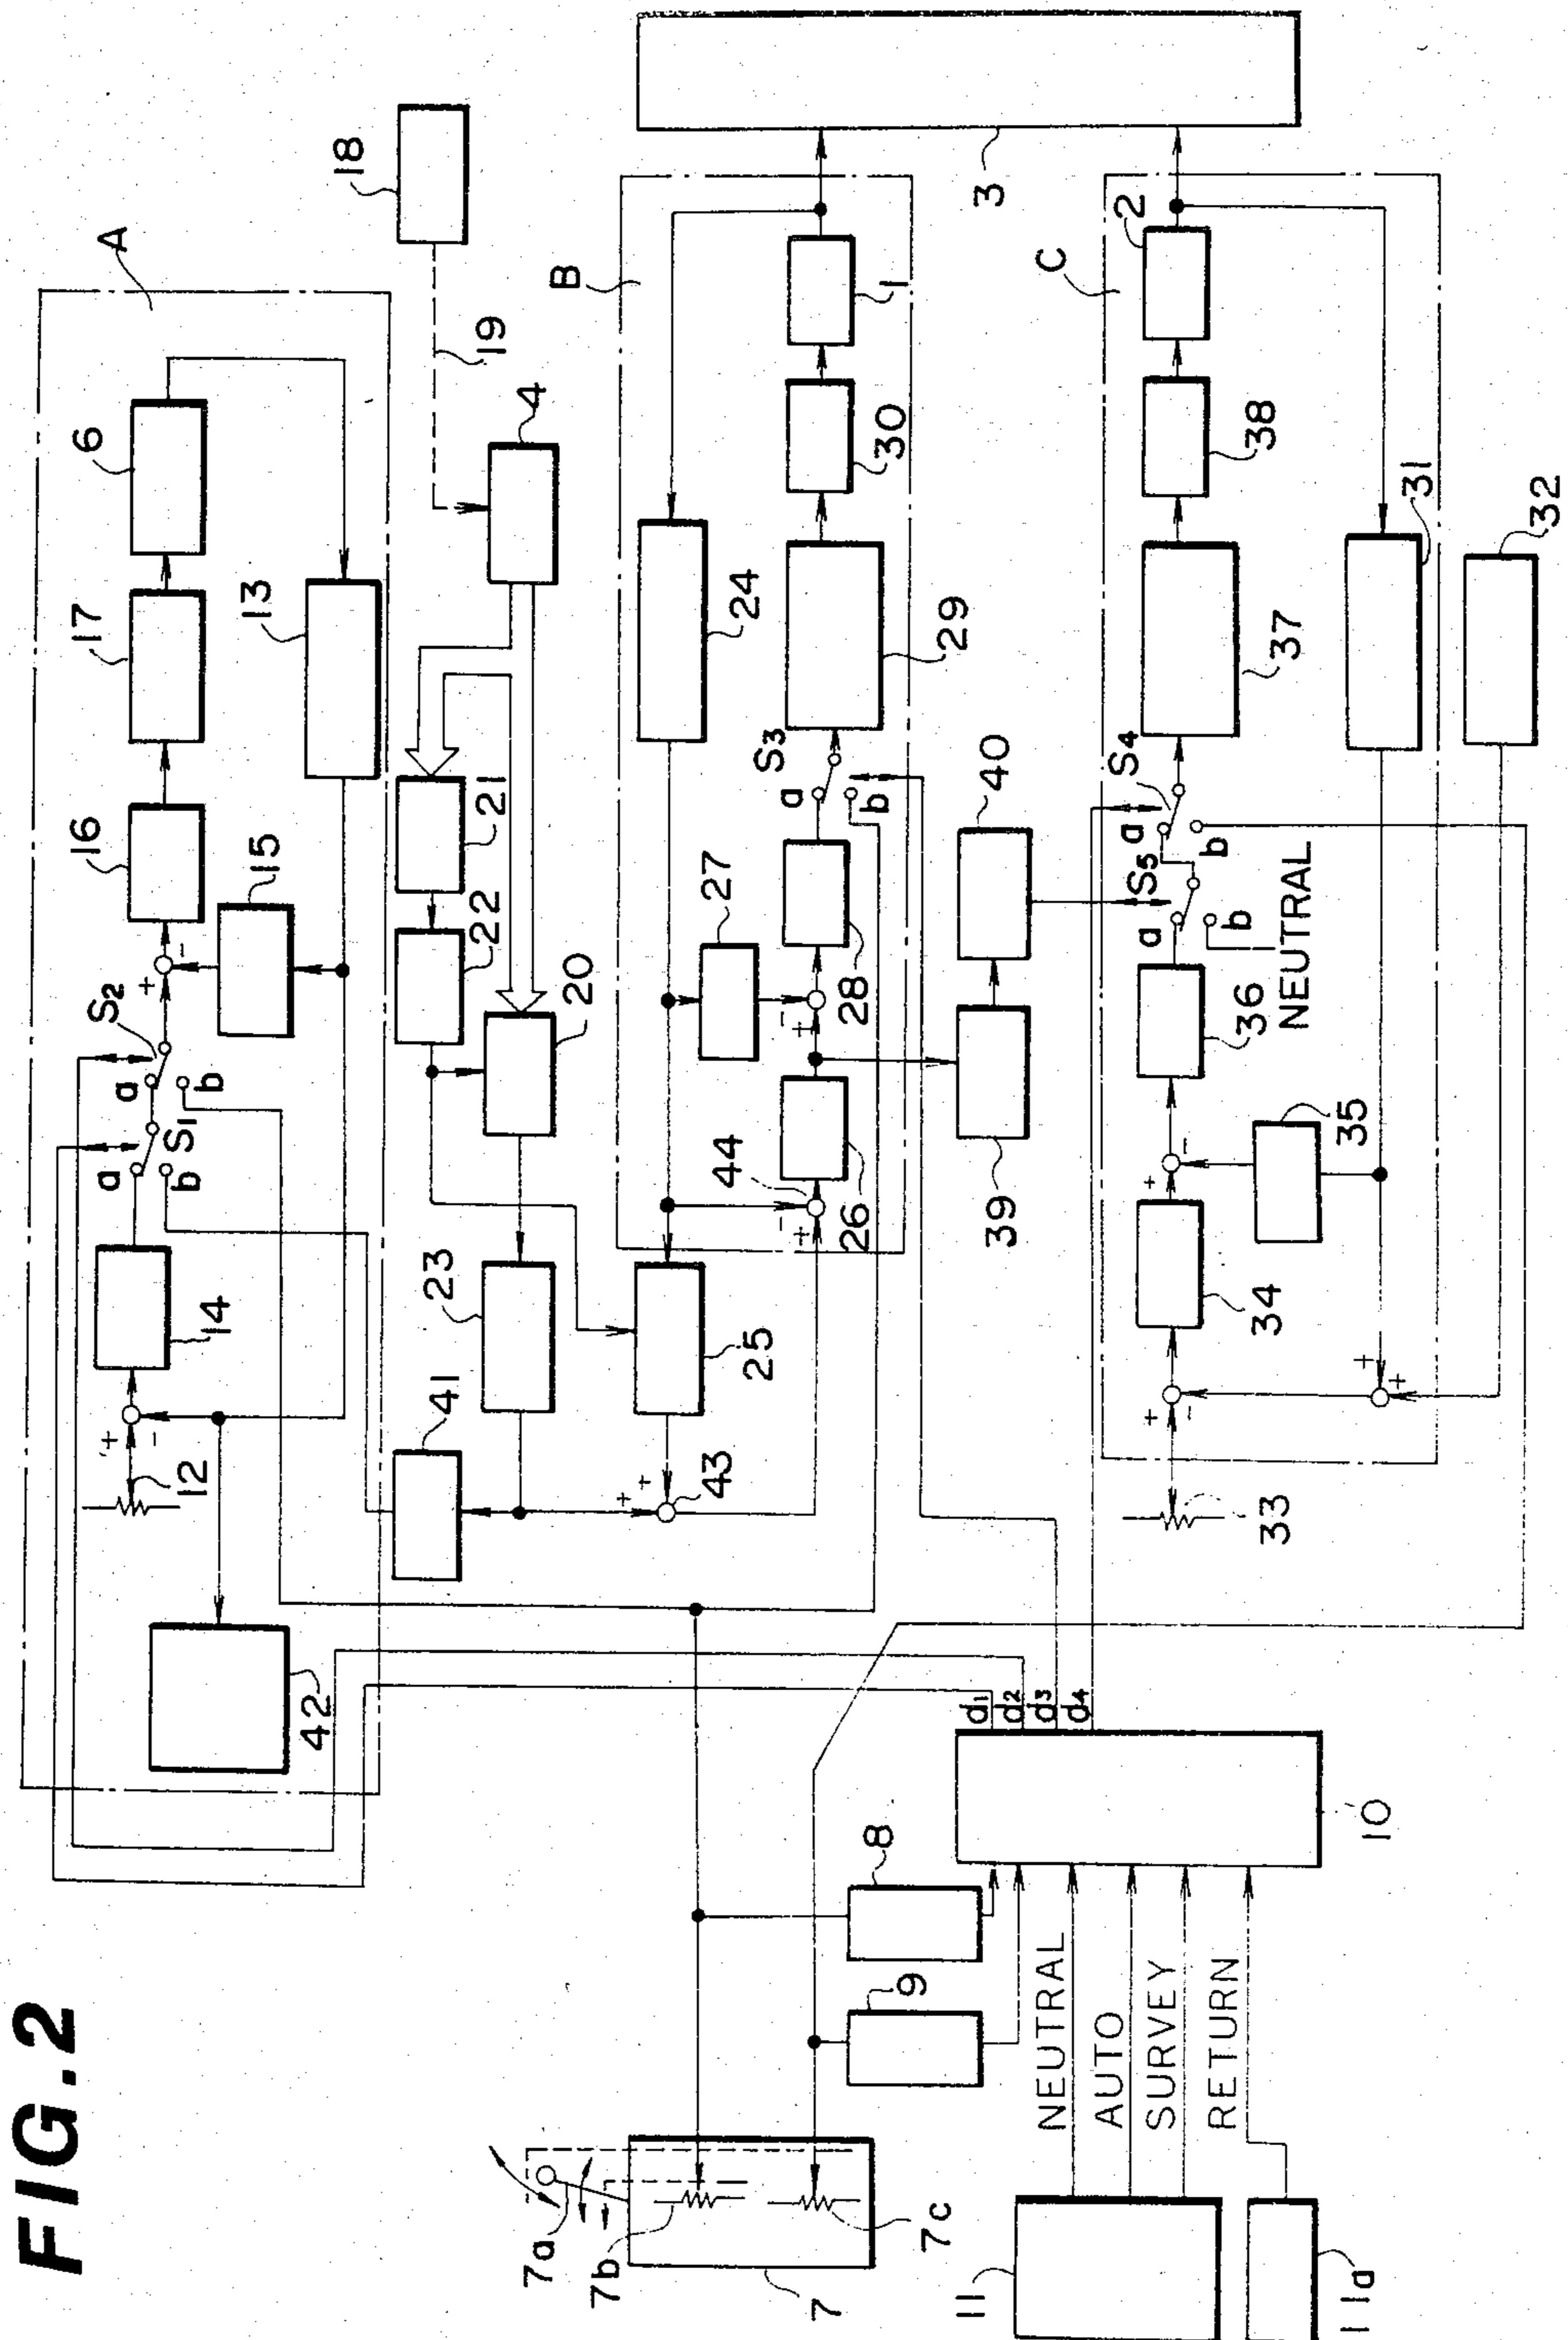 FIG.2
A
B
C
6
17
16
13
15
S2
a
b
S1
a
b
14
12
42
18
19
4
21
22
20
23
41
25
43
24
1
30
29
S3
a
b
27
28
26
44
39
40
3
2
38
37
S4
a
b
S5
a
b
NEUTRAL
36
35
34
33
31
32
+
-
+
-
+
-
+
-
+
+
+
-
+
-
+
+
d1
d2
d3
d4
10
8
9
NEUTRAL
AUTO
SURVEY
RETURN
7a
7b
7c
7
11
11a